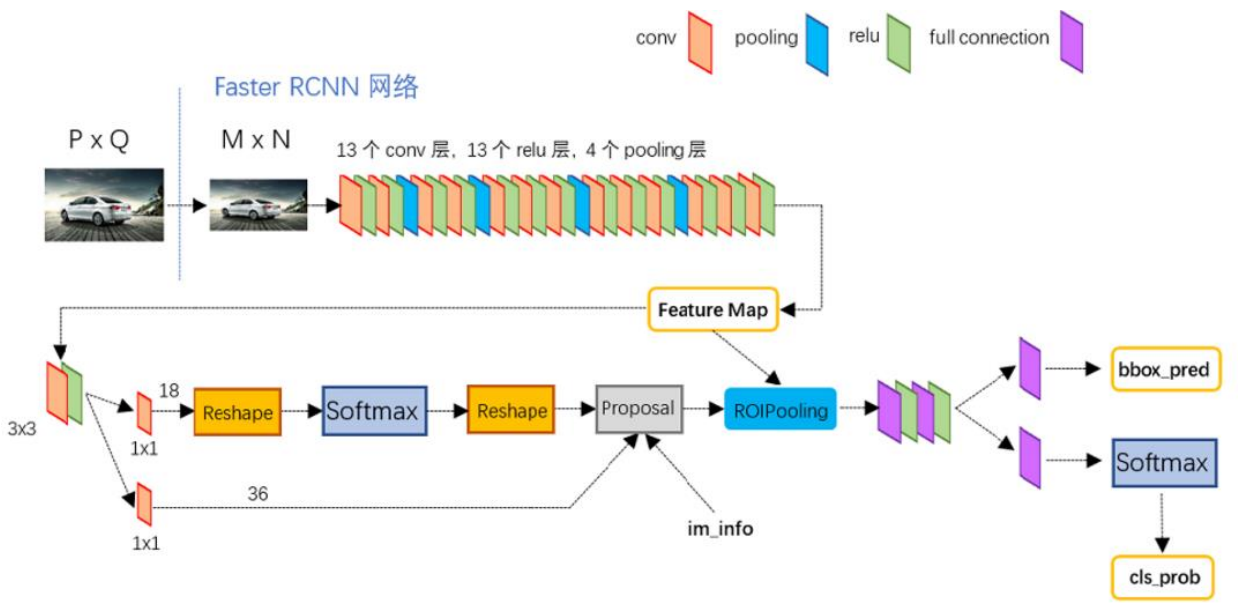 conv pooling relu full connection
Faster RCNN 网络
P x Q M x N
13 个 conv 层, 13 个 relu 层, 4 个 pooling 层
Feature Map
3x3
18
1x1
Reshape Softmax Reshape Proposal ROIPooling
bbox_pred
Softmax
36
1x1
im_info
cls_prob